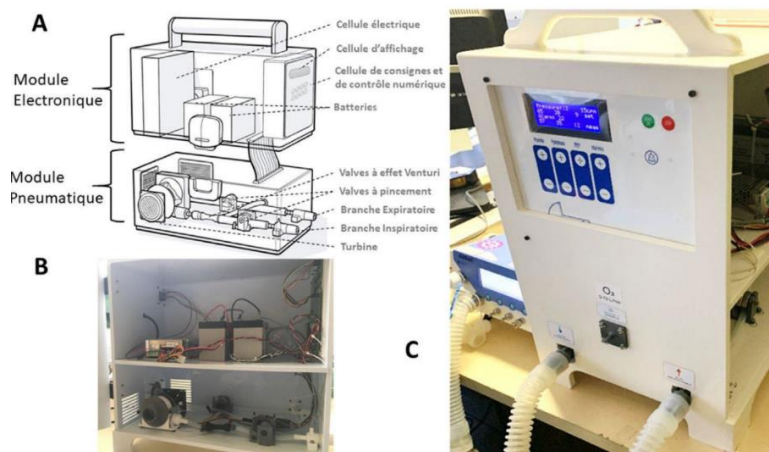 A
Module
Electronique
Cellule électrique
Cellule d'affichage
Cellule de consignes et
de contrôle numérique
Batteries
Module
Pneumatique
Valves à effet Venturi
Valves à pincement
Branche Expiratoire
Branche Inspiratoire
Turbine
B
C
O₂